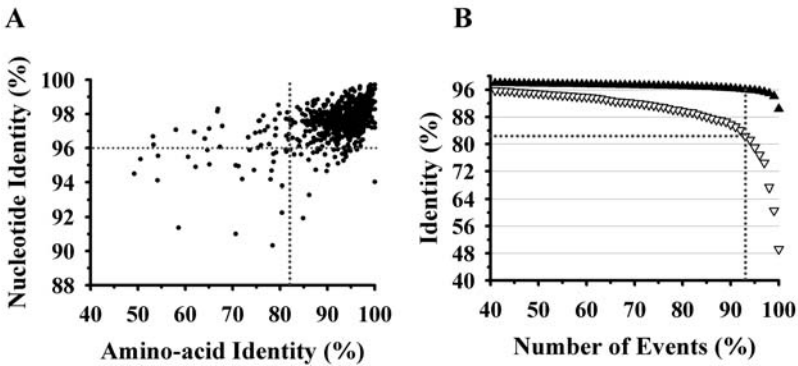 A
B
Nucleotide Identity (%)
100
98
96
94
92
90
88
40 50 60 70 80 90 100
Amino-acid Identity (%)
Identity (%)
96
88
80
72
64
56
48
40
40 50 60 70 80 90 100
Number of Events (%)